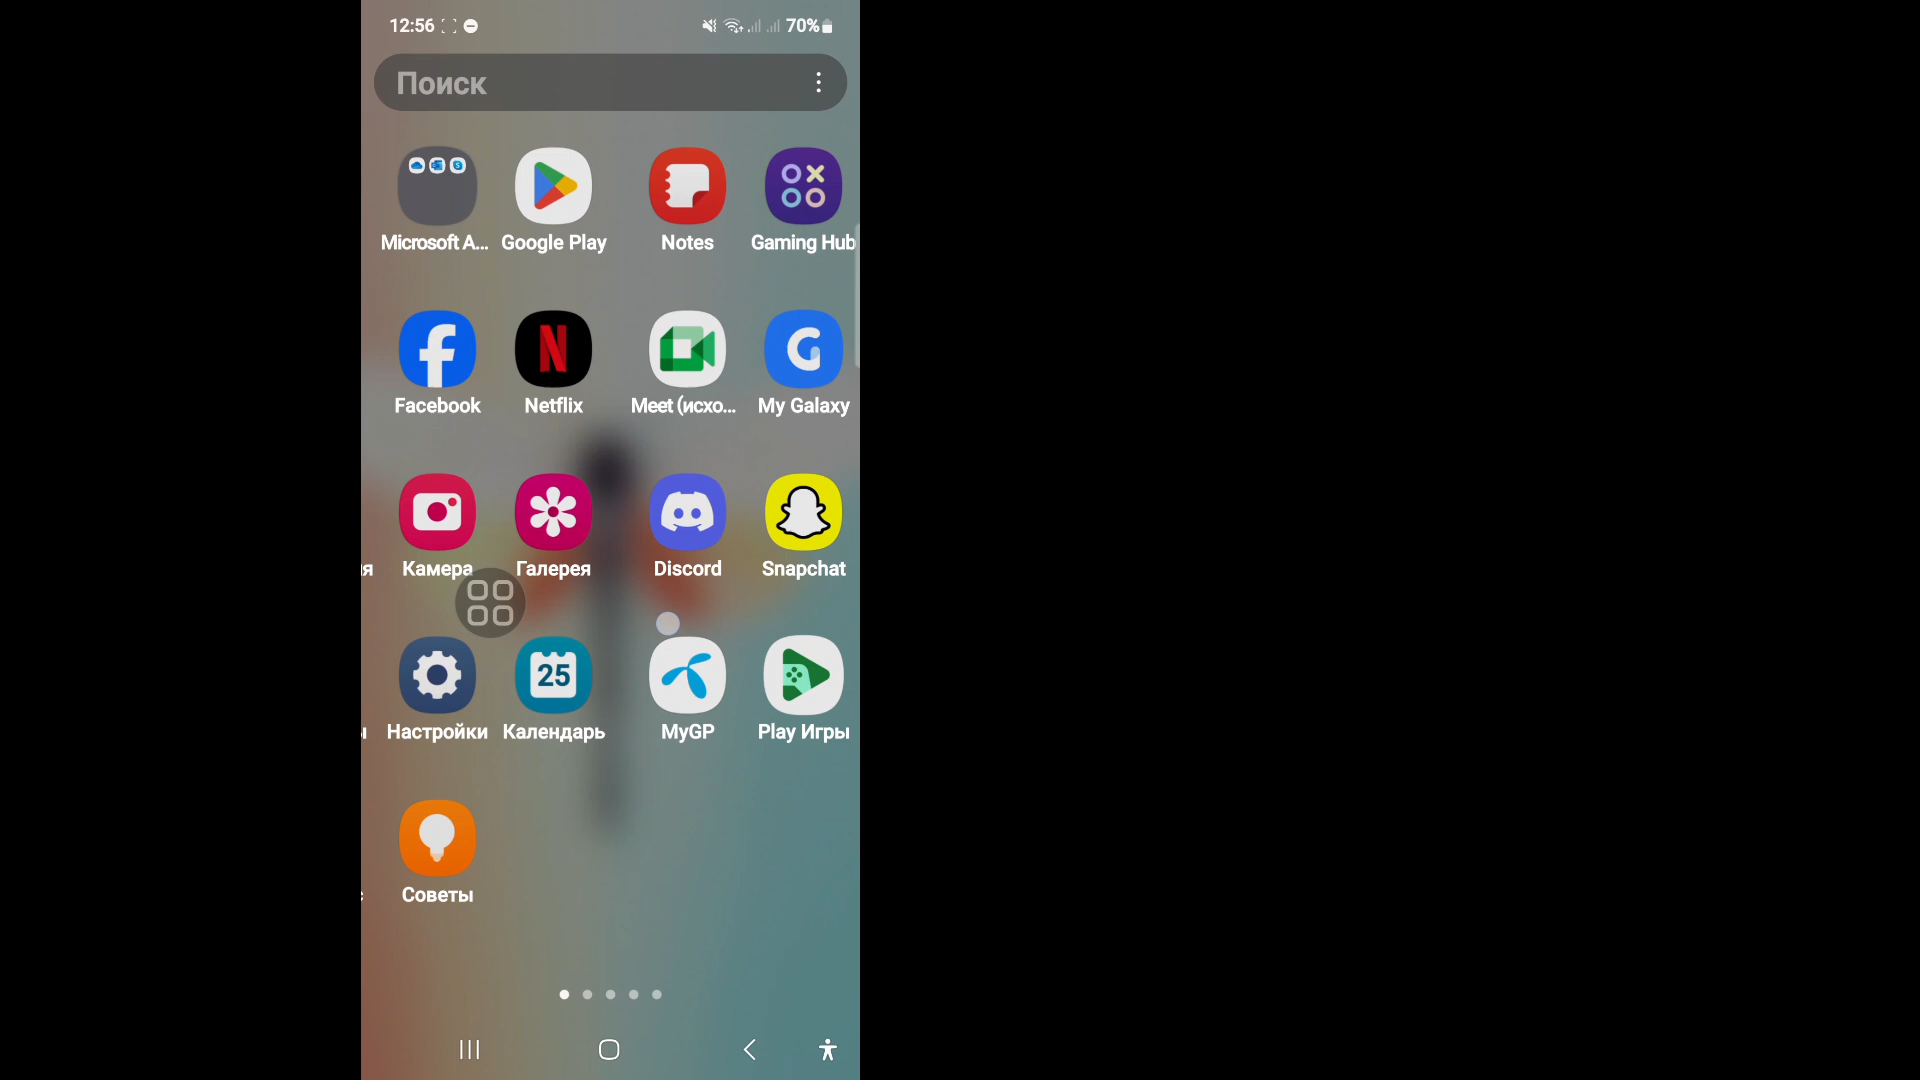 12:56
70%
Поиск
Microsoft A... Google Play Notes Gaming Hub
Facebook Netflix Meet (исхо... My Galaxy
я Камера Галерея Discord Snapchat
25
ы Настройки Календарь MyGP Play Игры
Советы